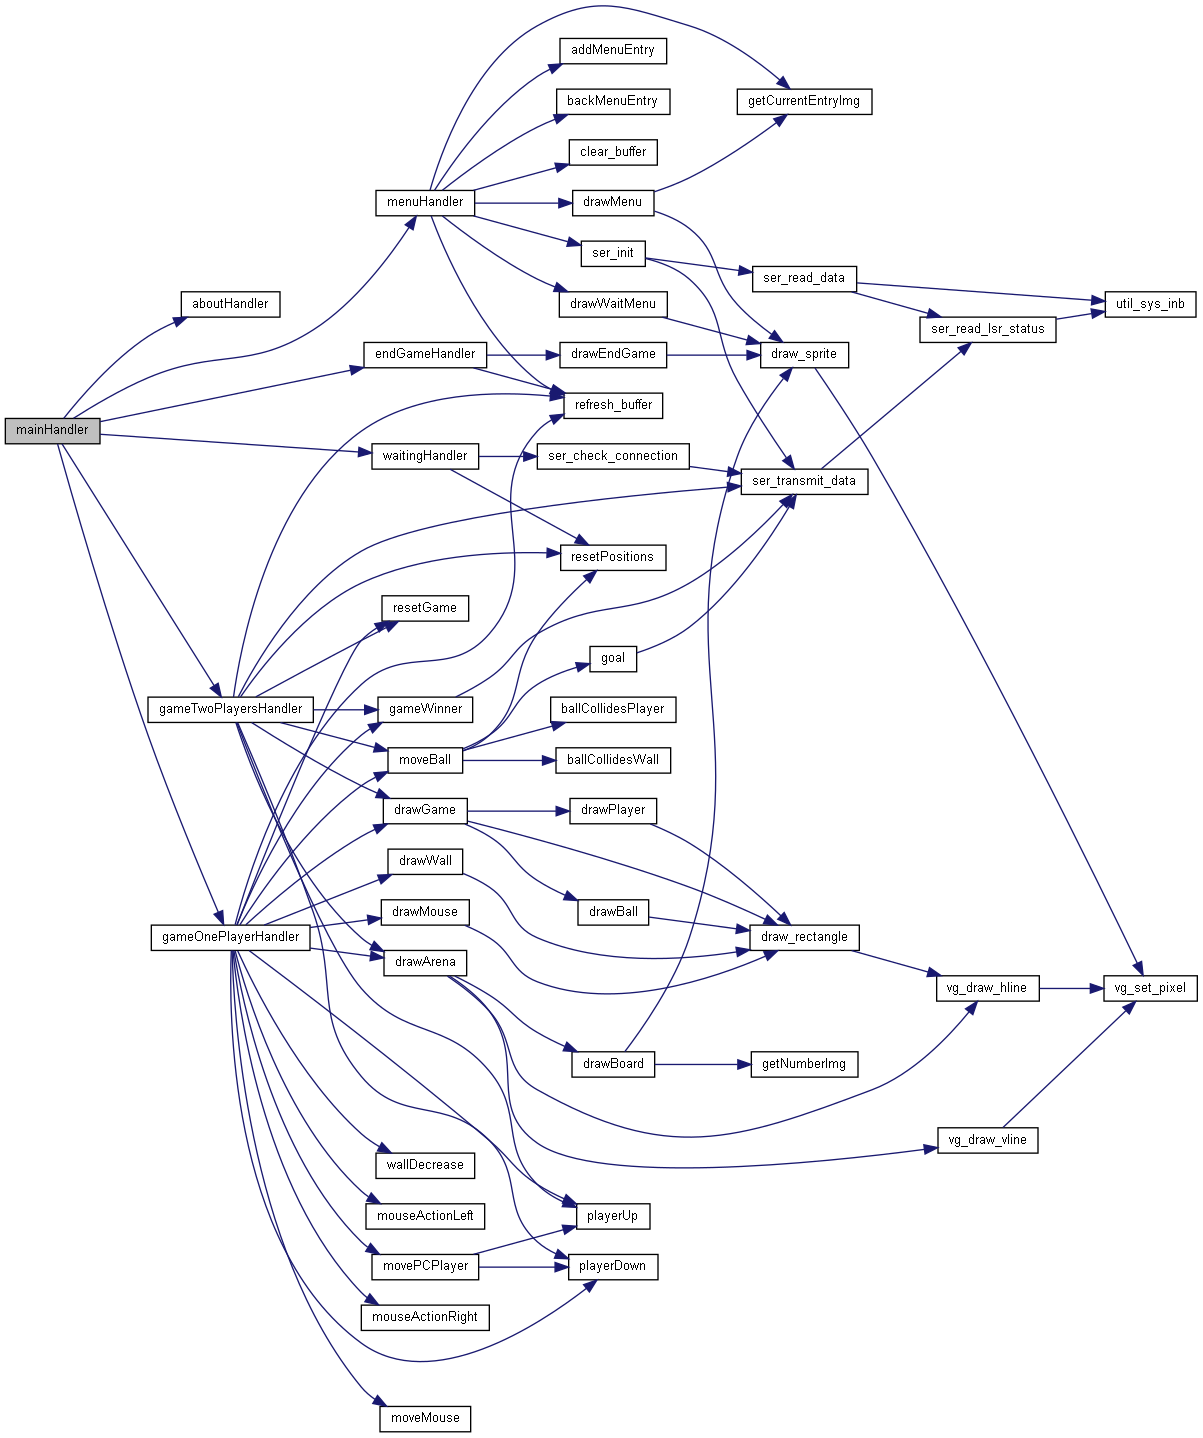 addMenuEntry
backMenuEntry
getCurrentEntryImg
clear_buffer
menuHandler
drawMenu
ser_init
ser_read_data
aboutHandler
drawWaitMenu
util_sys_inb
ser_read_lsr_status
endGameHandler
drawEndGame
draw_sprite
refresh_buffer
mainHandler
waitingHandler
ser_check_connection
ser_transmit_data
resetPositions
resetGame
goal
gameTwoPlayersHandler
gameWinner
ballCollidesPlayer
moveBall
ballCollidesWall
drawGame
drawPlayer
drawWall
drawMouse
drawBall
gameOnePlayerHandler
draw_rectangle
drawArena
vg_draw_hline
vg_set_pixel
drawBoard
getNumberImg
vg_draw_vline
wallDecrease
mouseActionLeft
playerUp
movePCPlayer
playerDown
mouseActionRight
moveMouse